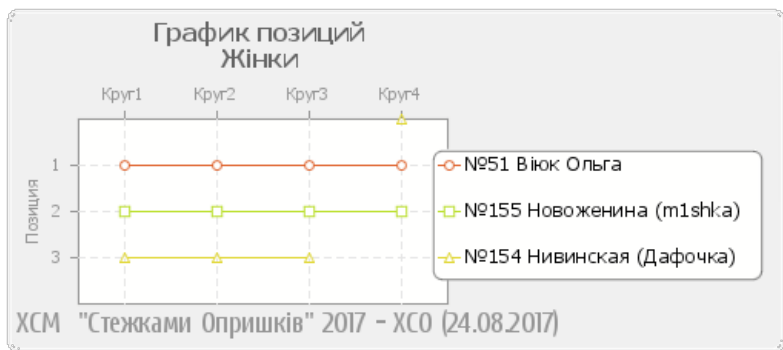 График позиций
Жінки
Круг1 Круг2 Круг3 Круг4
Позиция
1
2
3
№51 Віюк Ольга
№155 Новоженина (m1shka)
№154 Нивинская (Дафочка)
ХСМ "Стежками Опришків" 2017 - ХСО (24.08.2017)